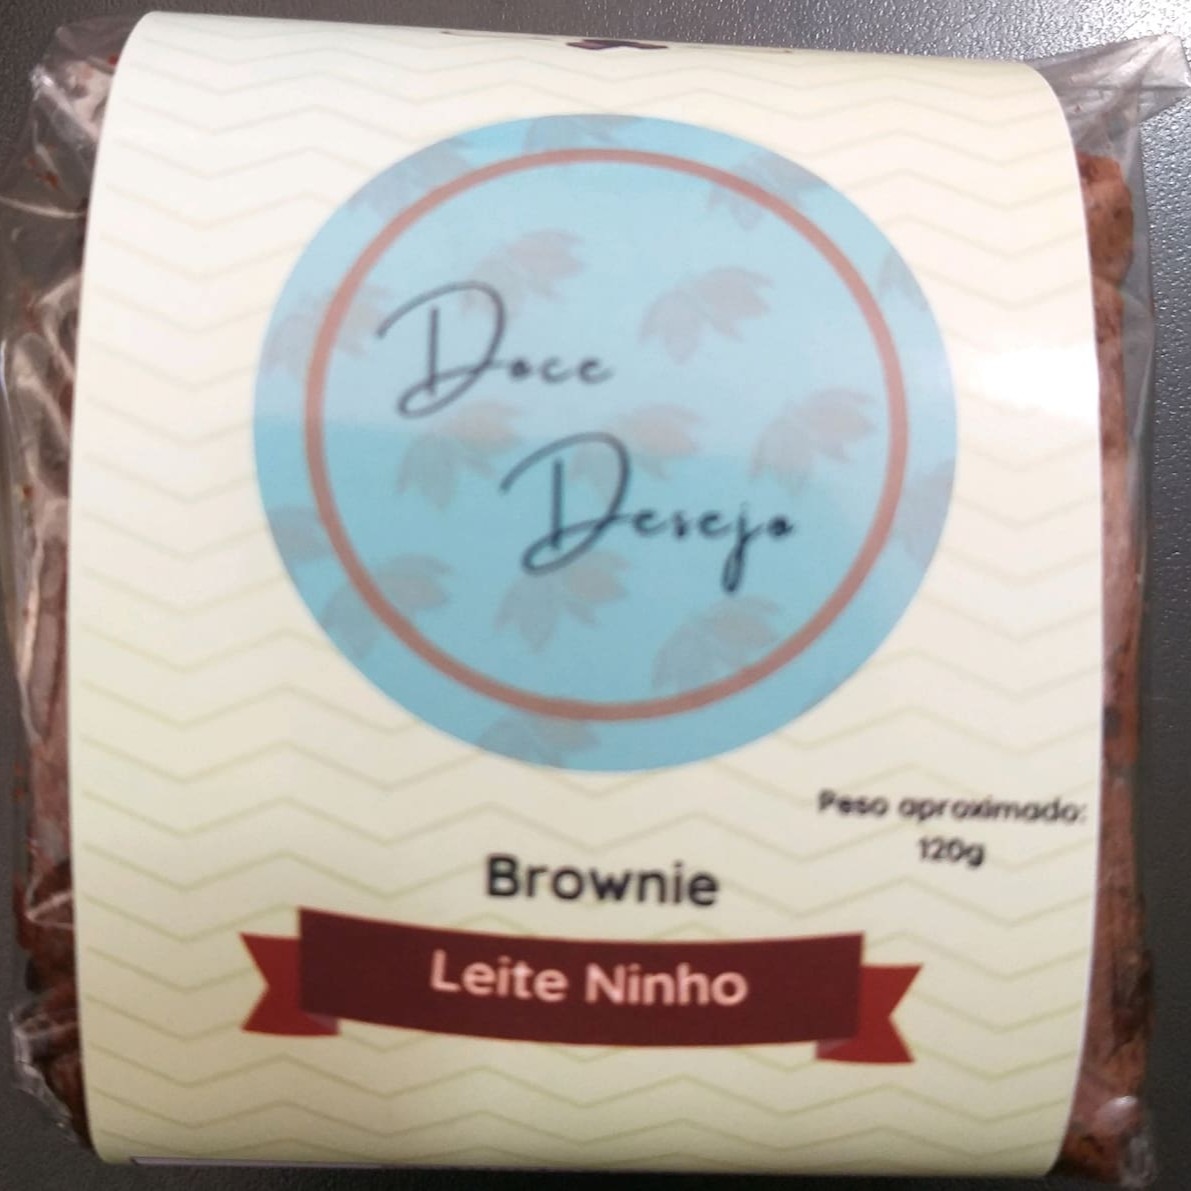 Doce
Desejo
Peso aproximado:
120g
Brownie
Leite Ninho